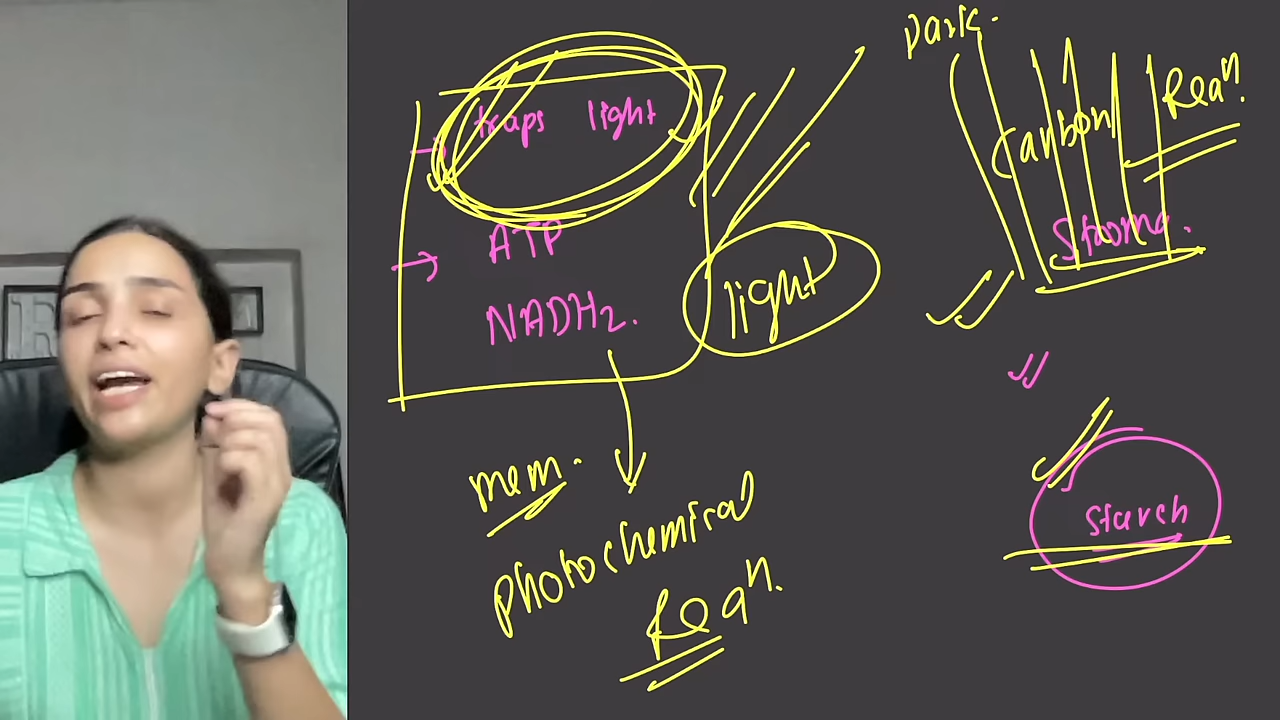 traps light
ATP
NADH2.
light
mem.
photochemical
Reaⁿ.
Dark.
Carbon Reaⁿ.
Stroma.
Starch